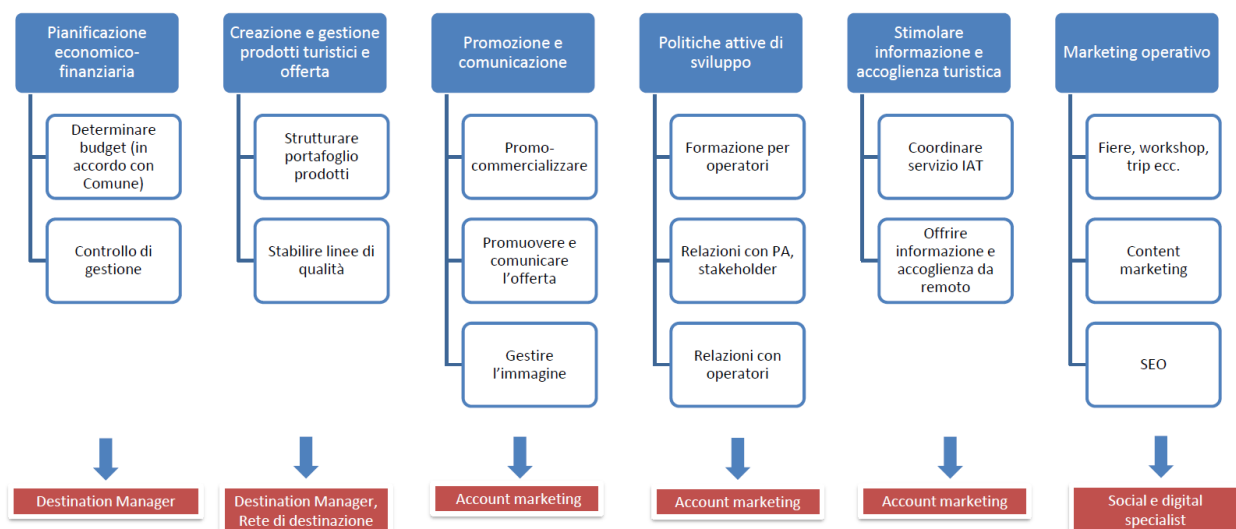 Pianificazione
economico-
finanziaria
Determinare
budget (in
accordo con
Comune)
Controllo di
gestione
Destination Manager
Creazione e gestione
prodotti turistici e
offerta
Strutturare
portafoglio
prodotti
Stabilire linee di
qualità
Destination Manager,
Rete di destinazione
Promozione e
comunicazione
Promo-
commercializzare
Promuovere e
comunicare
l'offerta
Gestire
l'immagine
Account marketing
Politiche attive di
sviluppo
Formazione per
operatori
Relazioni con PA,
stakeholder
Relazioni con
operatori
Account marketing
Stimolare
informazione e
accoglienza turistica
Coordinare
servizio IAT
Offrire
informazione e
accoglienza da
remoto
Account marketing
Marketing operativo
Fiere, workshop,
trip ecc.
Content
marketing
SEO
Social e digital
specialist